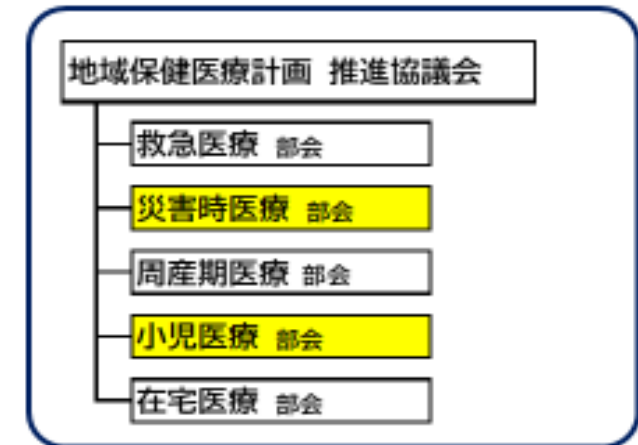 地域保健医療計画 推進協議会
救急医療 部会
災害時医療 部会
周産期医療 部会
小児医療 部会
在宅医療 部会